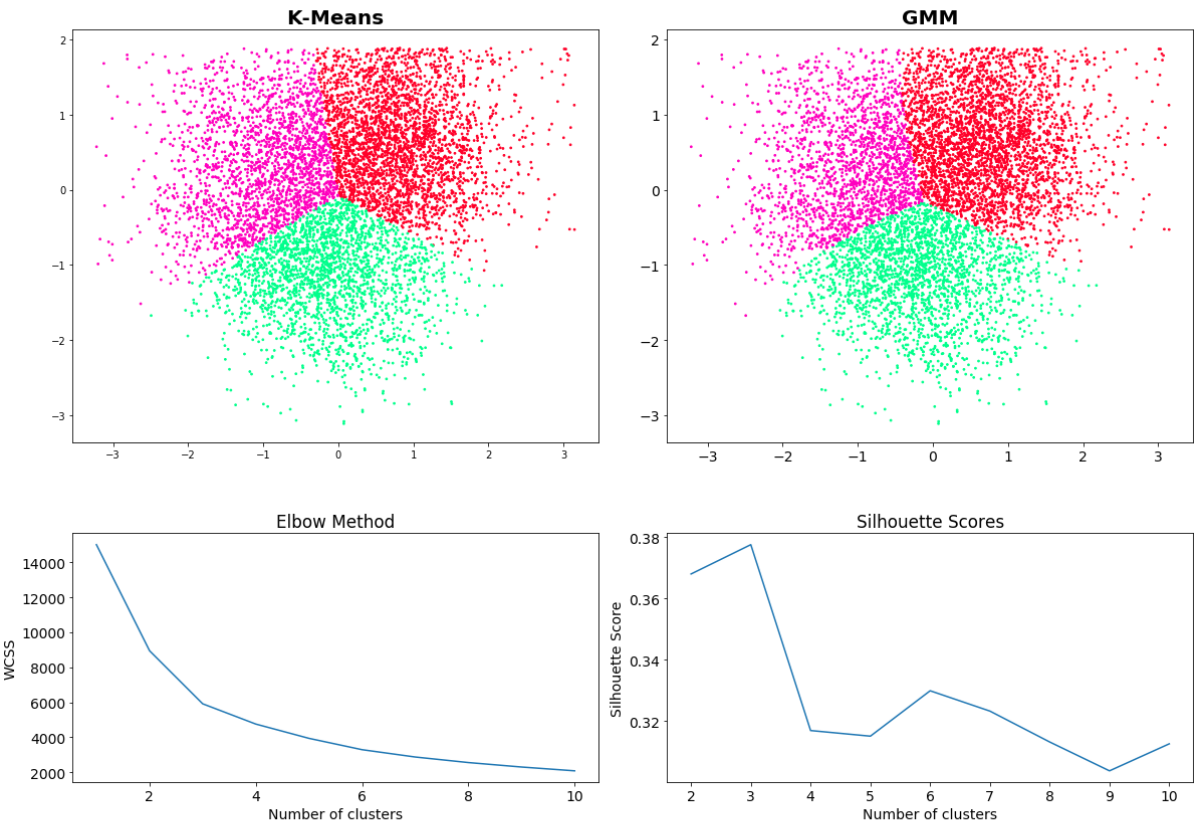 K-Means
2
1
0
−1
−2
−3
−3 −2 −1 0 1 2 3
GMM
2
1
0
−1
−2
−3
−3 −2 −1 0 1 2 3
Elbow Method
WCSS
14000
12000
10000
8000
6000
4000
2000
2 4 6 8 10
Number of clusters
Silhouette Scores
Silhouette Score
0.38
0.36
0.34
0.32
2 3 4 5 6 7 8 9 10
Number of clusters